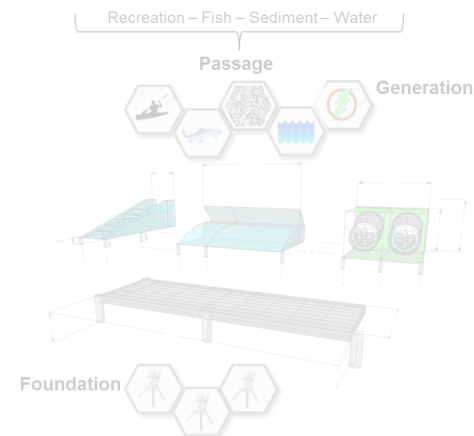 Recreation – Fish – Sediment – Water
Passage
Generation
Foundation